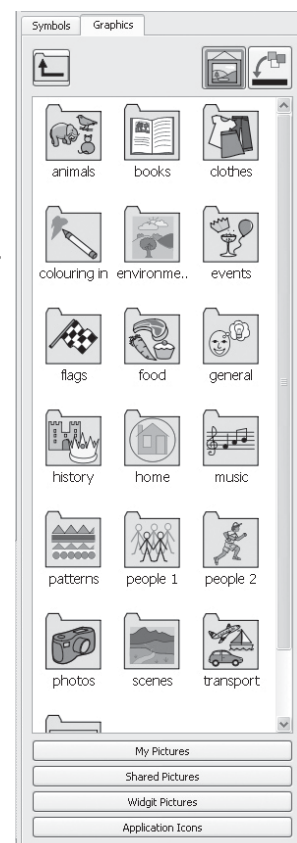 Symbols Graphics
animals books clothes
colouring in environme.. events
flags food general
history home music
patterns people 1 people 2
photos scenes transport
My Pictures
Shared Pictures
Widgit Pictures
Application Icons